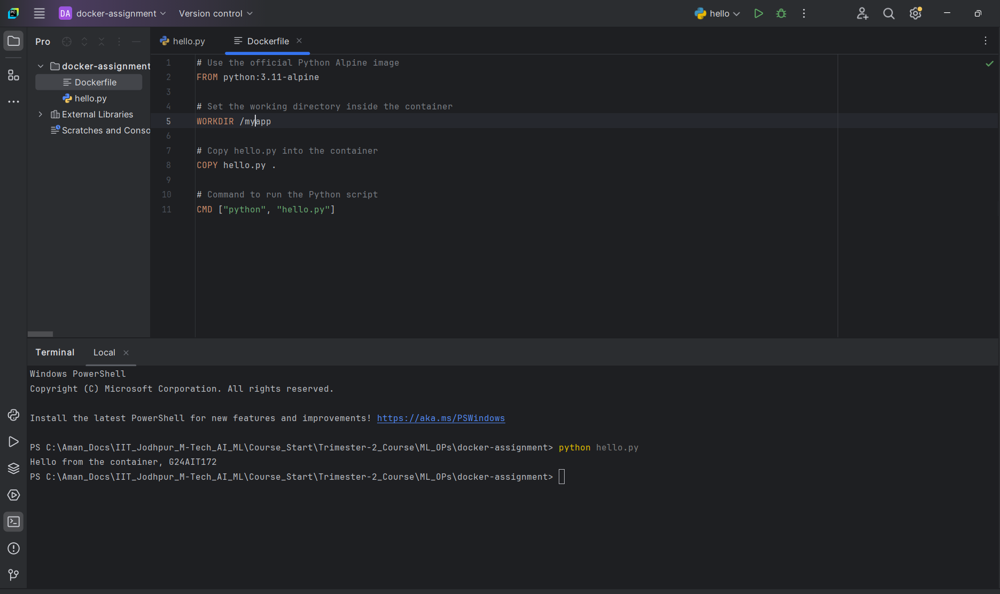 DA docker-assignment Version control hello
Pro
docker-assignment
Dockerfile
hello.py
External Libraries
Scratches and Conso
hello.py Dockerfile
1 # Use the official Python Alpine image
2 FROM python:3.11-alpine
3
4 # Set the working directory inside the container
5 WORKDIR /myapp
6
7 # Copy hello.py into the container
8 COPY hello.py .
9
10 # Command to run the Python script
11 CMD ["python", "hello.py"]
Terminal Local
Windows PowerShell
Copyright (C) Microsoft Corporation. All rights reserved.
Install the latest PowerShell for new features and improvements! https://aka.ms/PSWindows
PS C:\Aman_Docs\IIT_Jodhpur_M-Tech_AI_ML\Course_Start\Trimester-2_Course\ML_OPs\docker-assignment> python hello.py
Hello from the container, G24AIT172
PS C:\Aman_Docs\IIT_Jodhpur_M-Tech_AI_ML\Course_Start\Trimester-2_Course\ML_OPs\docker-assignment>